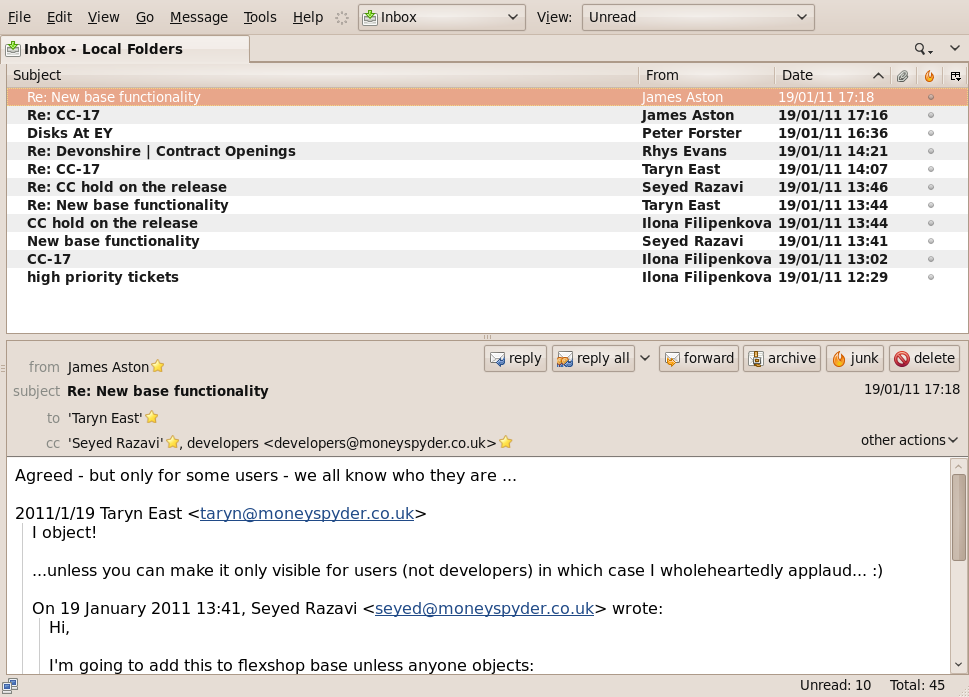 File Edit View Go Message Tools Help Inbox View: Unread
Inbox - Local Folders
Subject From Date
Re: New base functionality James Aston 19/01/11 17:18
Re: CC-17 James Aston 19/01/11 17:16
Disks At EY Peter Forster 19/01/11 16:36
Re: Devonshire | Contract Openings Rhys Evans 19/01/11 14:21
Re: CC-17 Taryn East 19/01/11 14:07
Re: CC hold on the release Seyed Razavi 19/01/11 13:46
Re: New base functionality Taryn East 19/01/11 13:44
CC hold on the release Ilona Filipenkova 19/01/11 13:44
New base functionality Seyed Razavi 19/01/11 13:41
CC-17 Ilona Filipenkova 19/01/11 13:02
high priority tickets Ilona Filipenkova 19/01/11 12:29
reply reply all forward archive junk delete
from James Aston
subject Re: New base functionality 19/01/11 17:18
to 'Taryn East'
cc 'Seyed Razavi', developers <developers@moneyspyder.co.uk> other actions
Agreed - but only for some users - we all know who they are ...
2011/1/19 Taryn East <taryn@moneyspyder.co.uk>
I object!
...unless you can make it only visible for users (not developers) in which case I wholeheartedly applaud... :)
On 19 January 2011 13:41, Seyed Razavi <seyed@moneyspyder.co.uk> wrote:
Hi,
I'm going to add this to flexshop base unless anyone objects:
Unread: 10 Total: 45